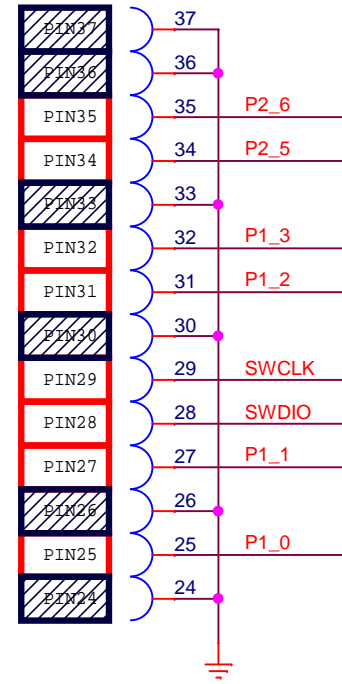 PIN37 37
PIN36 36
PIN35 35 P2_6
PIN34 34 P2_5
PIN33 33
PIN32 32 P1_3
PIN31 31 P1_2
PIN30 30
PIN29 29 SWCLK
PIN28 28 SWDIO
PIN27 27 P1_1
PIN26 26
PIN25 25 P1_0
PIN24 24